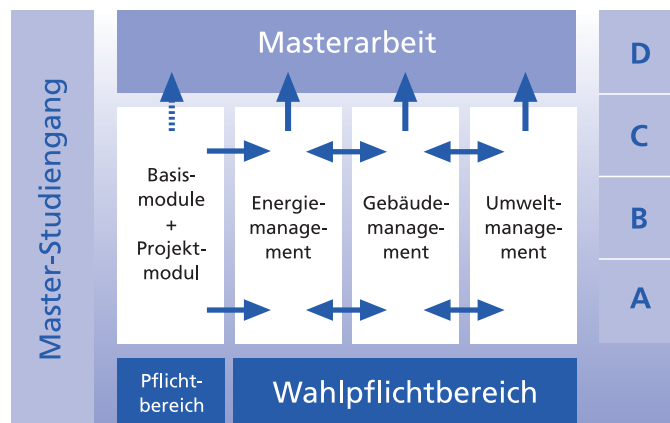 Master-Studiengang
Masterarbeit
Basis-
module
+
Projekt-
modul
Energie-
manage-
ment
Gebäude-
manage-
ment
Umwelt-
manage-
ment
D
C
B
A
Pflicht-
bereich
Wahlpflichtbereich